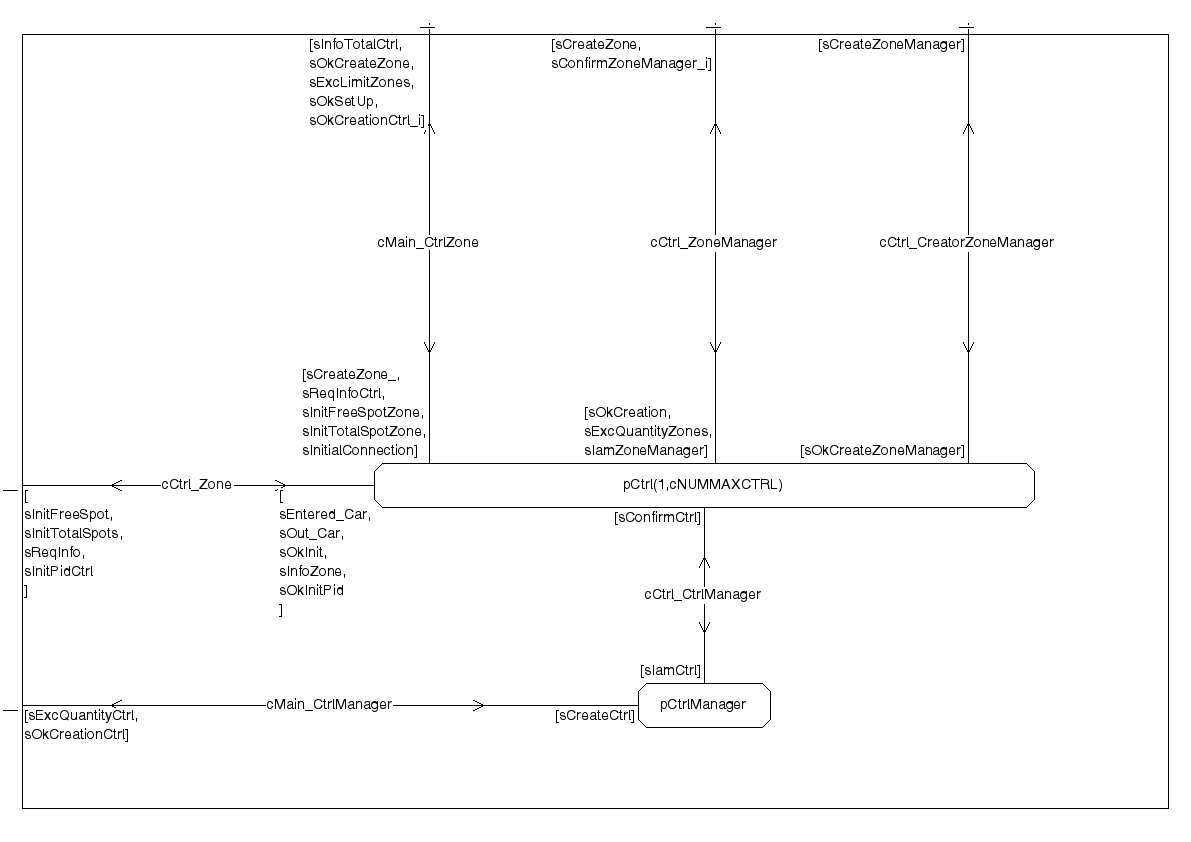 [sInfoTotalCtrl,
sOkCreateZone,
sExcLimitZones,
sOkSetUp,
sOkCreationCtrl_i]
[sCreateZone,
sConfirmZoneManager_i]
[sCreateZoneManager]
cMain_CtrlZone
cCtrl_ZoneManager
cCtrl_CreatorZoneManager
[sCreateZone_,
sReqInfoCtrl,
sInitFreeSpotZone,
sInitTotalSpotZone,
sInitialConnection]
[sOkCreation,
sExcQuantityZones,
sIamZoneManager]
[sOkCreateZoneManager]
cCtrl_Zone
pCtrl(1,cNUMMAXCTRL)
[
sInitFreeSpot,
sInitTotalSpots,
sReqInfo,
sInitPidCtrl
]
[
sEntered_Car,
sOut_Car,
sOkInit,
sInfoZone,
sOkInitPid
]
[sConfirmCtrl]
cCtrl_CtrlManager
[sIamCtrl]
cMain_CtrlManager
pCtrlManager
[sExcQuantityCtrl,
sOkCreationCtrl]
[sCreateCtrl]